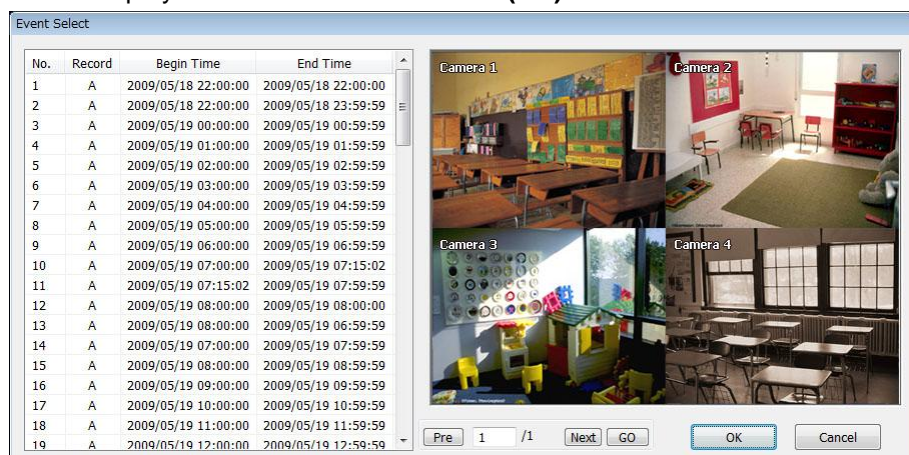 Event Select
No. Record Begin Time End Time
1 A 2009/05/18 22:00:00 2009/05/18 22:00:00
2 A 2009/05/18 22:00:00 2009/05/18 23:59:59
3 A 2009/05/19 00:00:00 2009/05/19 00:59:59
4 A 2009/05/19 01:00:00 2009/05/19 01:59:59
5 A 2009/05/19 02:00:00 2009/05/19 02:59:59
6 A 2009/05/19 03:00:00 2009/05/19 03:59:59
7 A 2009/05/19 04:00:00 2009/05/19 04:59:59
8 A 2009/05/19 05:00:00 2009/05/19 05:59:59
9 A 2009/05/19 06:00:00 2009/05/19 06:59:59
10 A 2009/05/19 07:00:00 2009/05/19 07:15:02
11 A 2009/05/19 07:15:02 2009/05/19 07:59:59
12 A 2009/05/19 08:00:00 2009/05/19 08:00:00
13 A 2009/05/19 08:00:00 2009/05/19 06:59:59
14 A 2009/05/19 07:00:00 2009/05/19 07:59:59
15 A 2009/05/19 08:00:00 2009/05/19 08:59:59
16 A 2009/05/19 09:00:00 2009/05/19 09:59:59
17 A 2009/05/19 10:00:00 2009/05/19 10:59:59
18 A 2009/05/19 11:00:00 2009/05/19 11:59:59
19 A 2009/05/19 12:00:00 2009/05/19 12:59:59
Camera 1
Camera 2
Camera 3
Camera 4
Pre 1 /1 Next GO OK Cancel